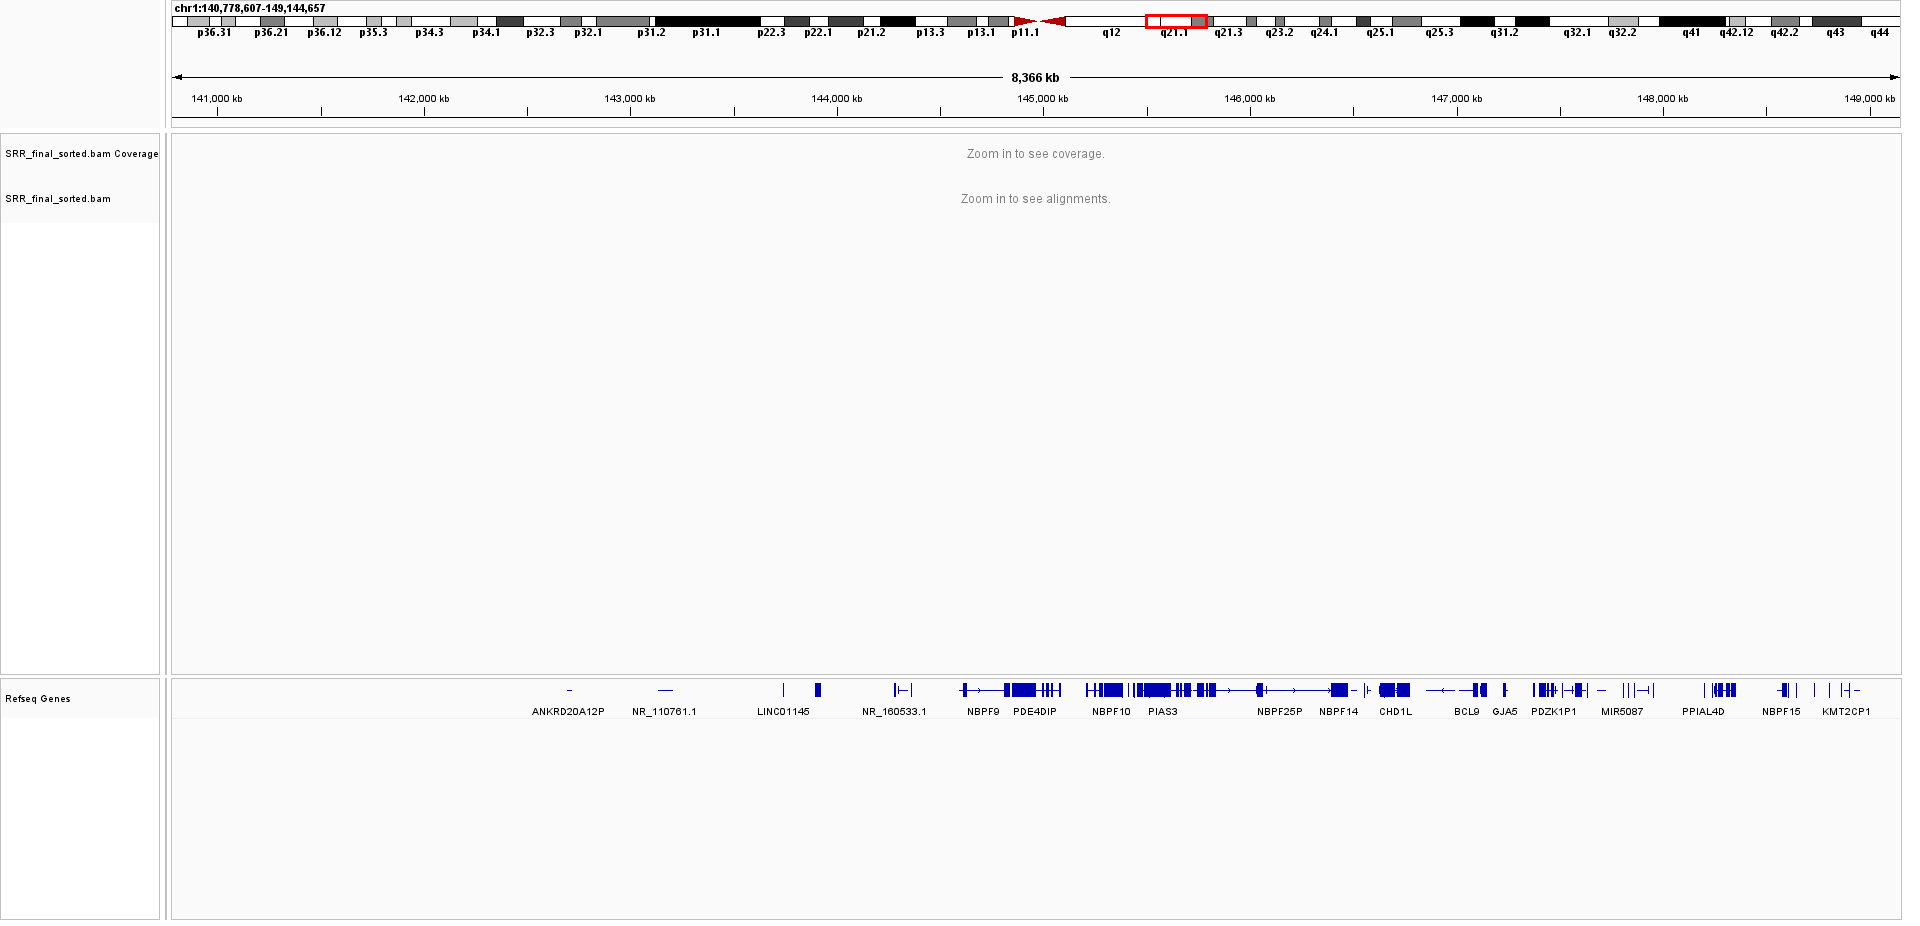 chr1:140,778,607-149,144,657
p36.31 p36.21 p36.12 p35.3 p34.3 p34.1 p32.3 p32.1 p31.2 p31.1 p22.3 p22.1 p21.2 p13.3 p13.1 p11.1 q12 q21.1 q21.3 q23.2 q24.1 q25.1 q25.3 q31.2 q32.1 q32.2 q41 q42.12 q42.2 q43 q44
8,366 kb
141,000 kb 142,000 kb 143,000 kb 144,000 kb 145,000 kb 146,000 kb 147,000 kb 148,000 kb 149,000 kb
SRR_final_sorted.bam Coverage
Zoom in to see coverage.
SRR_final_sorted.bam
Zoom in to see alignments.
Refseq Genes
ANKRD20A12P NR_110761.1 LINC01145 NR_160533.1 NBPF9 PDE4DIP NBPF10 PIAS3 NBPF25P NBPF14 CHD1L BCL9 GJA5 PDZK1P1 MIR5087 PPIAL4D NBPF15 KMT2CP1